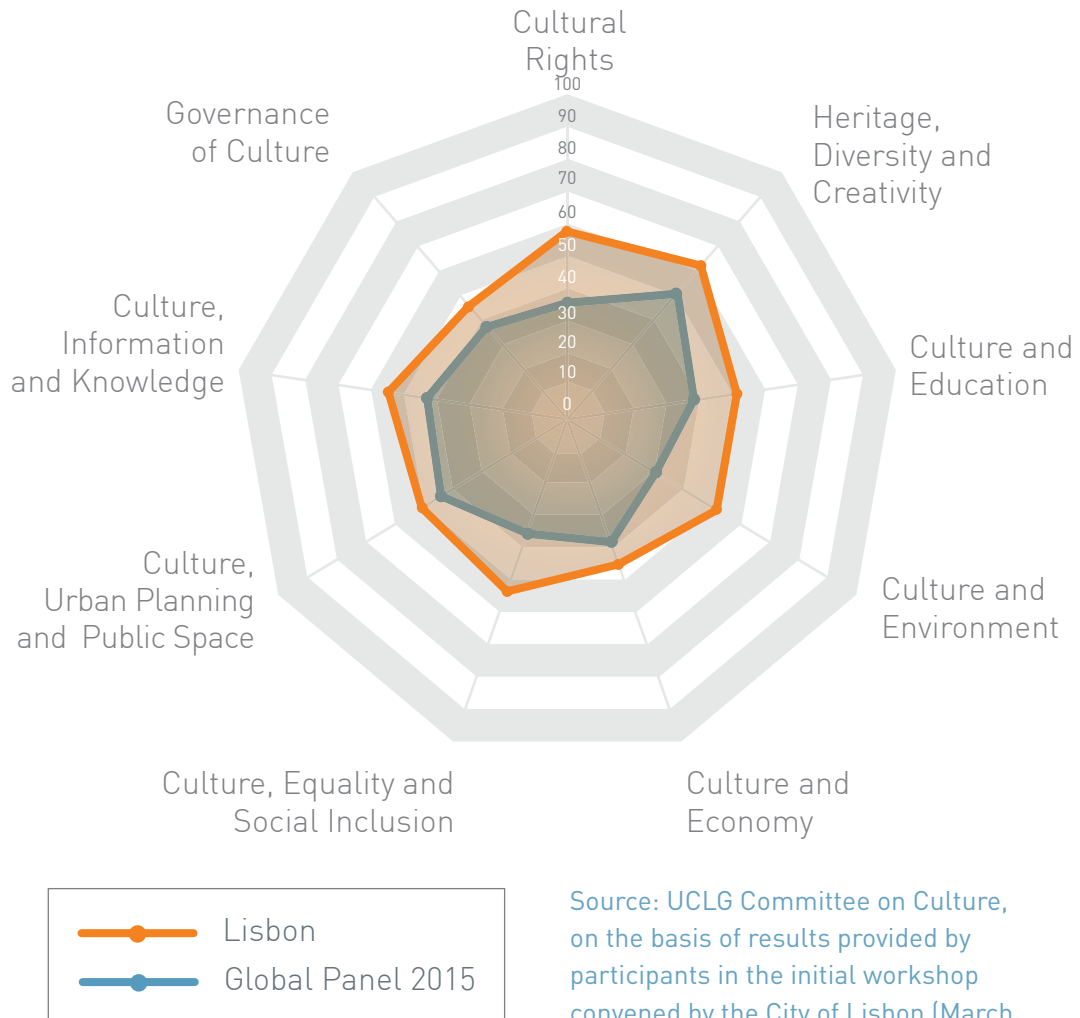 Cultural
Rights
100
90
80
70
60
50
40
30
20
10
0
Heritage,
Diversity and
Creativity
Culture and
Education
Culture and
Environment
Culture and
Economy
Culture, Equality and
Social Inclusion
Culture,
Urban Planning
and Public Space
Culture,
Information
and Knowledge
Governance
of Culture
Lisbon
Global Panel 2015
Source: UCLG Committee on Culture,
on the basis of results provided by
participants in the initial workshop
convened by the City of Lisbon (March